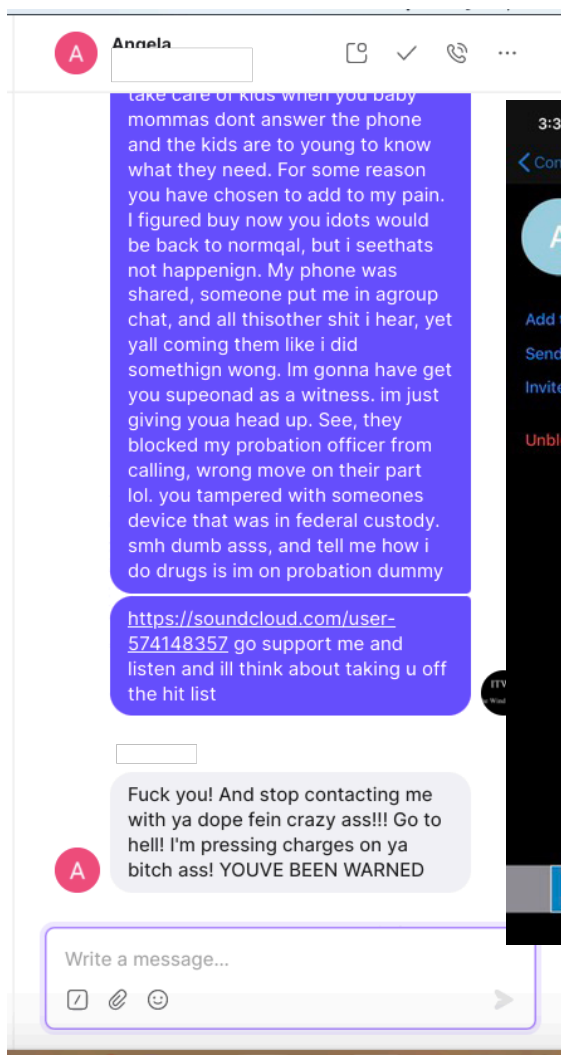 A
Angela
take care of kids when you baby
mommas dont answer the phone
and the kids are to young to know
what they need. For some reason
you have chosen to add to my pain.
I figured buy now you idots would
be back to normqal, but i seethats
not happenign. My phone was
shared, someone put me in agroup
chat, and all thisother shit i hear, yet
yall coming them like i did
somethign wong. Im gonna have get
you supeonad as a witness. im just
giving youa head up. See, they
blocked my probation officer from
calling, wrong move on their part
lol. you tampered with someones
device that was in federal custody.
smh dumb asss, and tell me how i
do drugs is im on probation dummy
https://soundcloud.com/user-
574148357 go support me and
listen and ill think about taking u off
the hit list
Fuck you! And stop contacting me
with ya dope fein crazy ass!!! Go to
hell! I'm pressing charges on ya
bitch ass! YOUVE BEEN WARNED
A
Write a message...
3:3
Con
A
Add
Send
Invite
Unbl
ITW